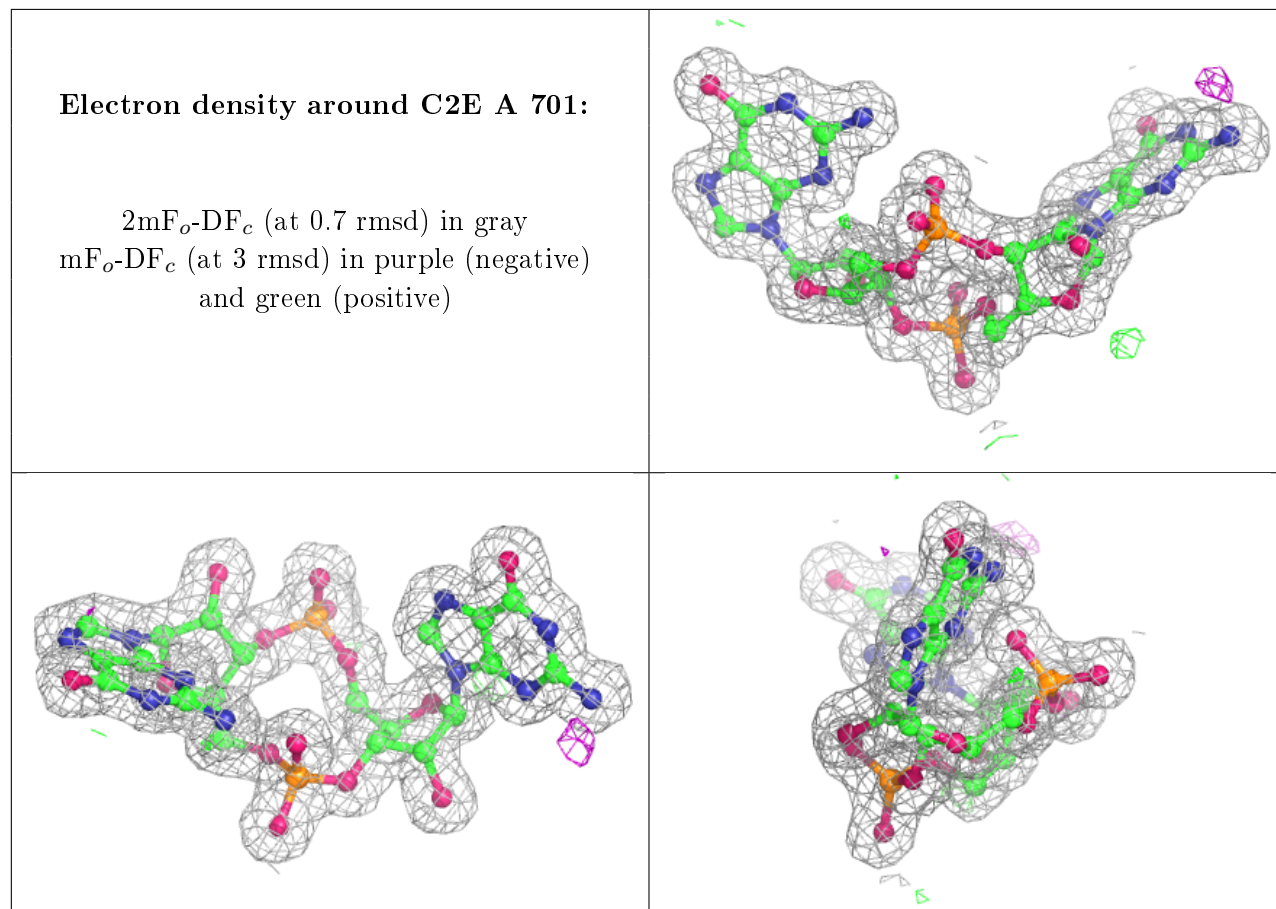 Electron density around C2E A 701:
2mFo-DFc (at 0.7 rmsd) in gray
mFo-DFc (at 3 rmsd) in purple (negative)
and green (positive)